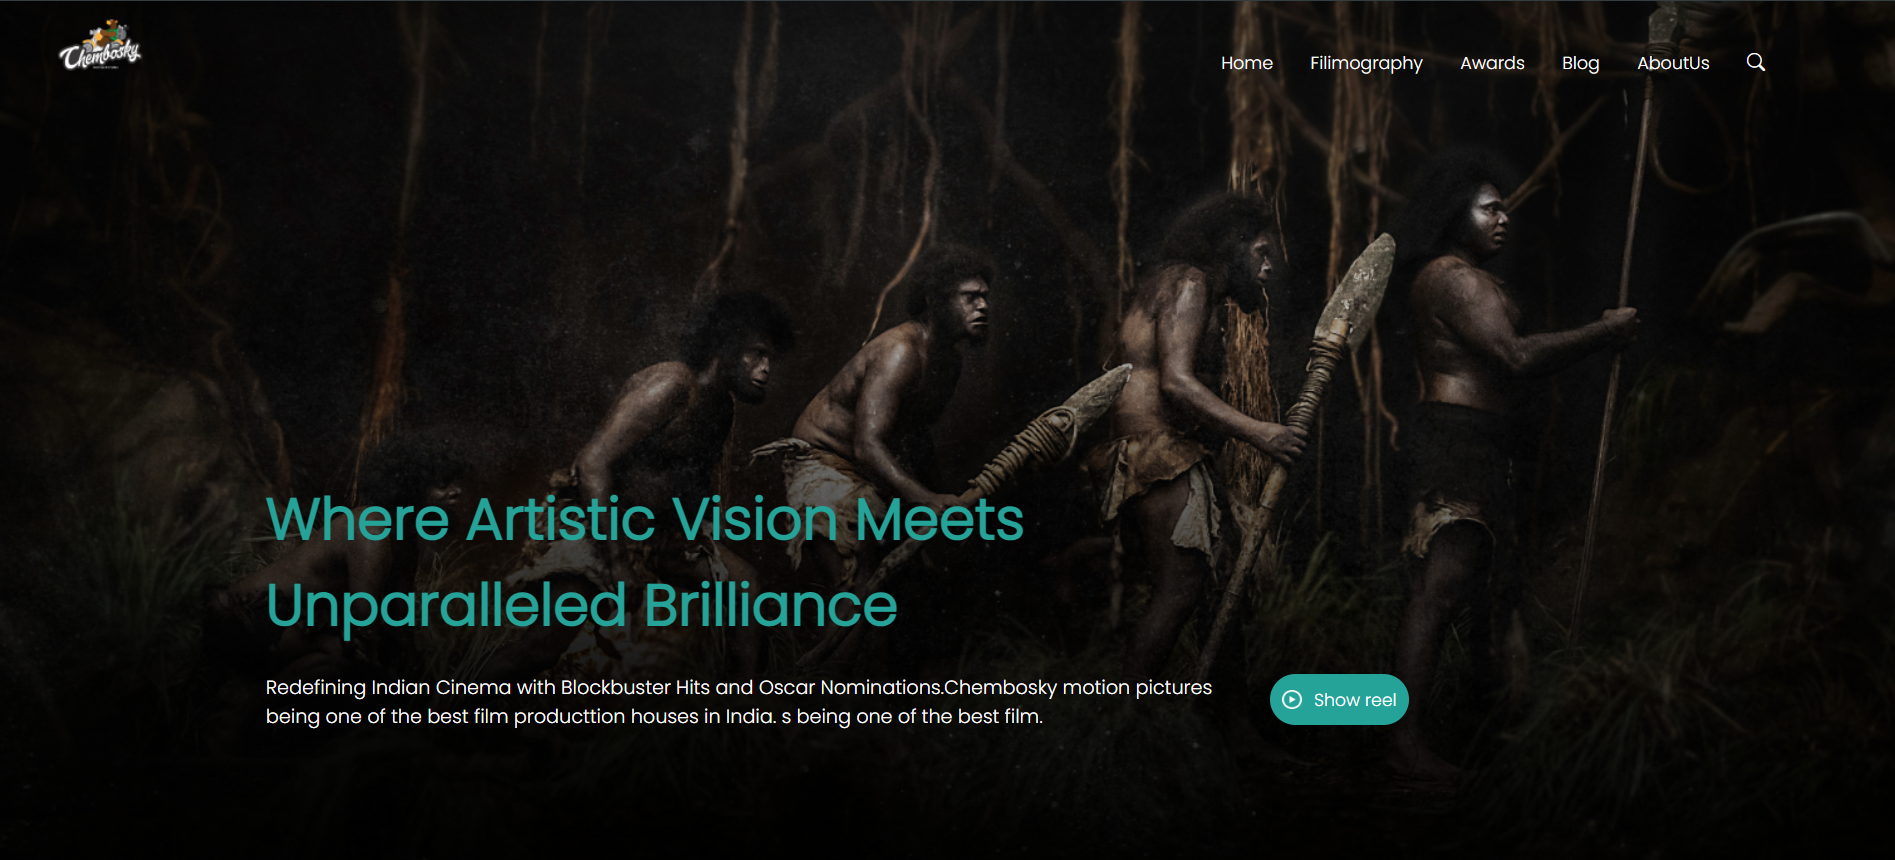 Chembosky
Home Filimography Awards Blog AboutUs
Where Artistic Vision Meets
Unparalleled Brilliance
Redefining Indian Cinema with Blockbuster Hits and Oscar Nominations.Chembosky motion pictures
being one of the best film producttion houses in India. s being one of the best film.
Show reel